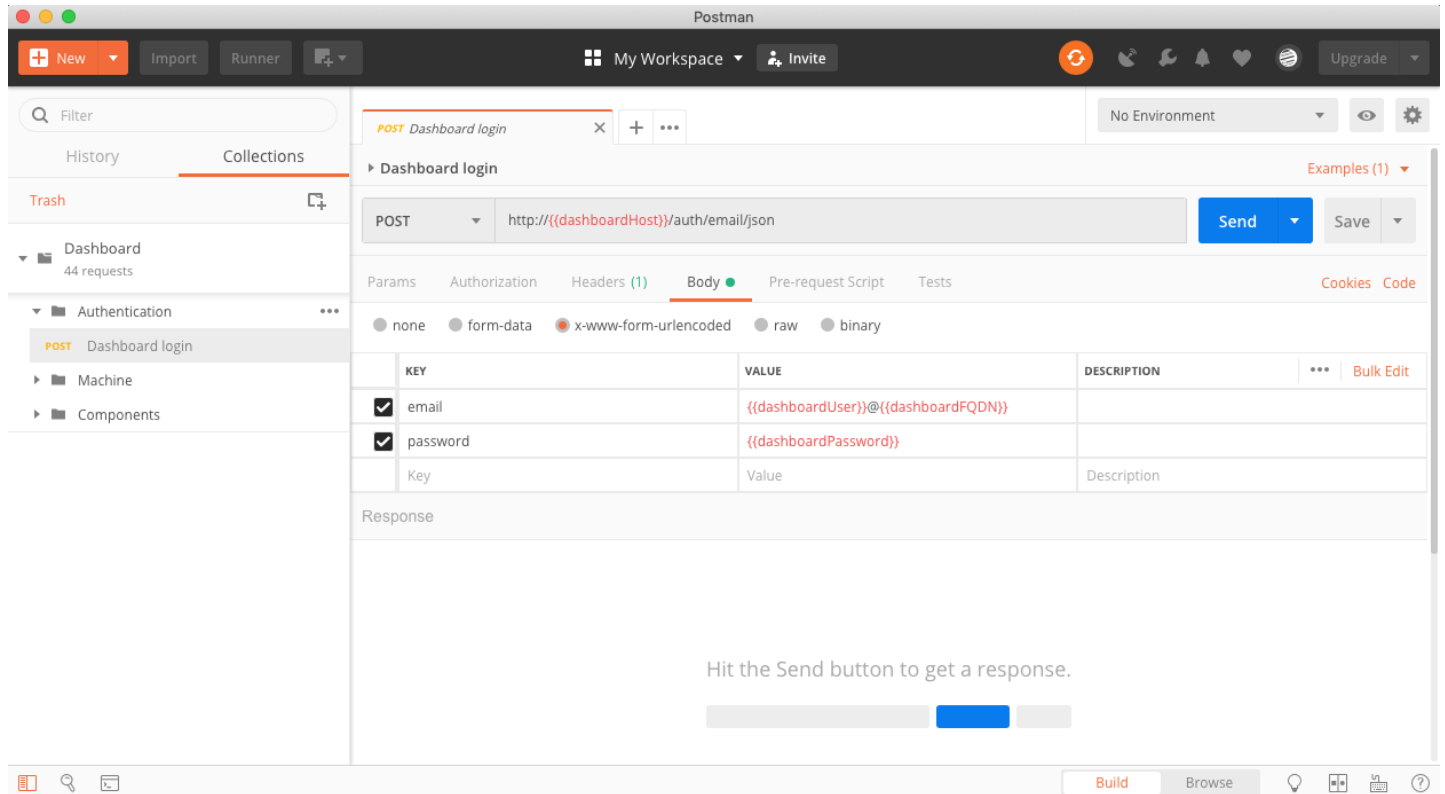 Postman
New
Import
Runner
My Workspace
Invite
Upgrade
Filter
History
Collections
Trash
Dashboard
44 requests
Authentication
POST Dashboard login
Machine
Components
POST Dashboard login
No Environment
Dashboard login
Examples (1)
POST
http://{{dashboardHost}}/auth/email/json
Send
Save
Params
Authorization
Headers (1)
Body
Pre-request Script
Tests
Cookies
Code
none
form-data
x-www-form-urlencoded
raw
binary
KEY
VALUE
DESCRIPTION
Bulk Edit
email
{{dashboardUser}}@{{dashboardFQDN}}
password
{{dashboardPassword}}
Key
Value
Description
Response
Hit the Send button to get a response.
Build
Browse